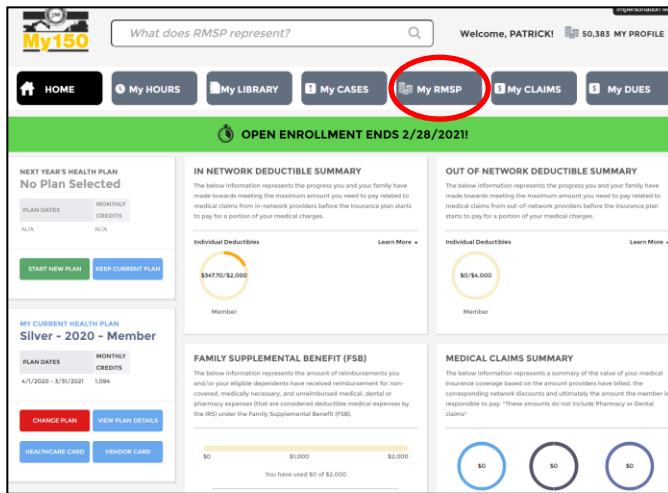 Impersonation M
150
My150
What does RMSP represent?
Welcome, PATRICK!
50,383 MY PROFILE
HOME
My HOURS
My LIBRARY
My CASES
My RMSP
My CLAIMS
My DUES
OPEN ENROLLMENT ENDS 2/28/2021!
NEXT YEAR'S HEALTH PLAN
No Plan Selected
PLAN DATES
MONTHLY
CREDITS
N/A
N/A
START NEW PLAN
KEEP CURRENT PLAN
IN NETWORK DEDUCTIBLE SUMMARY
The below information represents the progress you and your family have
made towards meeting the maximum amount you need to pay related to
medical claims from in-network providers before the insurance plan starts
to pay for a portion of your medical charges.
Individual Deductibles
Learn More
$347.70/$2,000
Member
OUT OF NETWORK DEDUCTIBLE SUMMARY
The below information represents the progress you and your family have
made towards meeting the maximum amount you need to pay related to
medical claims from out-of-network providers before the insurance plan
starts to pay for a portion of your medical charges.
Individual Deductibles
Learn More
$0/$4,000
Member
MY CURRENT HEALTH PLAN
Silver - 2020 - Member
PLAN DATES
MONTHLY
CREDITS
4/1/2020 - 3/31/2021
1,094
CHANGE PLAN
VIEW PLAN DETAILS
HEALTHCARE CARD
VENDOR CARD
FAMILY SUPPLEMENTAL BENEFIT (FSB)
The below information represents the amount of reimbursements you
and/or your eligible dependents have received reimbursement for non-
covered, medically necessary, and unreimbursed medical, dental or
pharmacy expenses (that are considered deductible medical expenses by
the IRS) under the Family Supplemental Benefit (FSB).
$0
$1,000
$2,000
You have used $0 of $2,000
MEDICAL CLAIMS SUMMARY
The below information represents a summary of the value of your medical
insurance coverage based on the amount providers have billed, the
corresponding network discounts and ultimately the amount the member is
responsible to pay. *These amounts do not include Pharmacy or Dental
claims*
$0
$0
$0